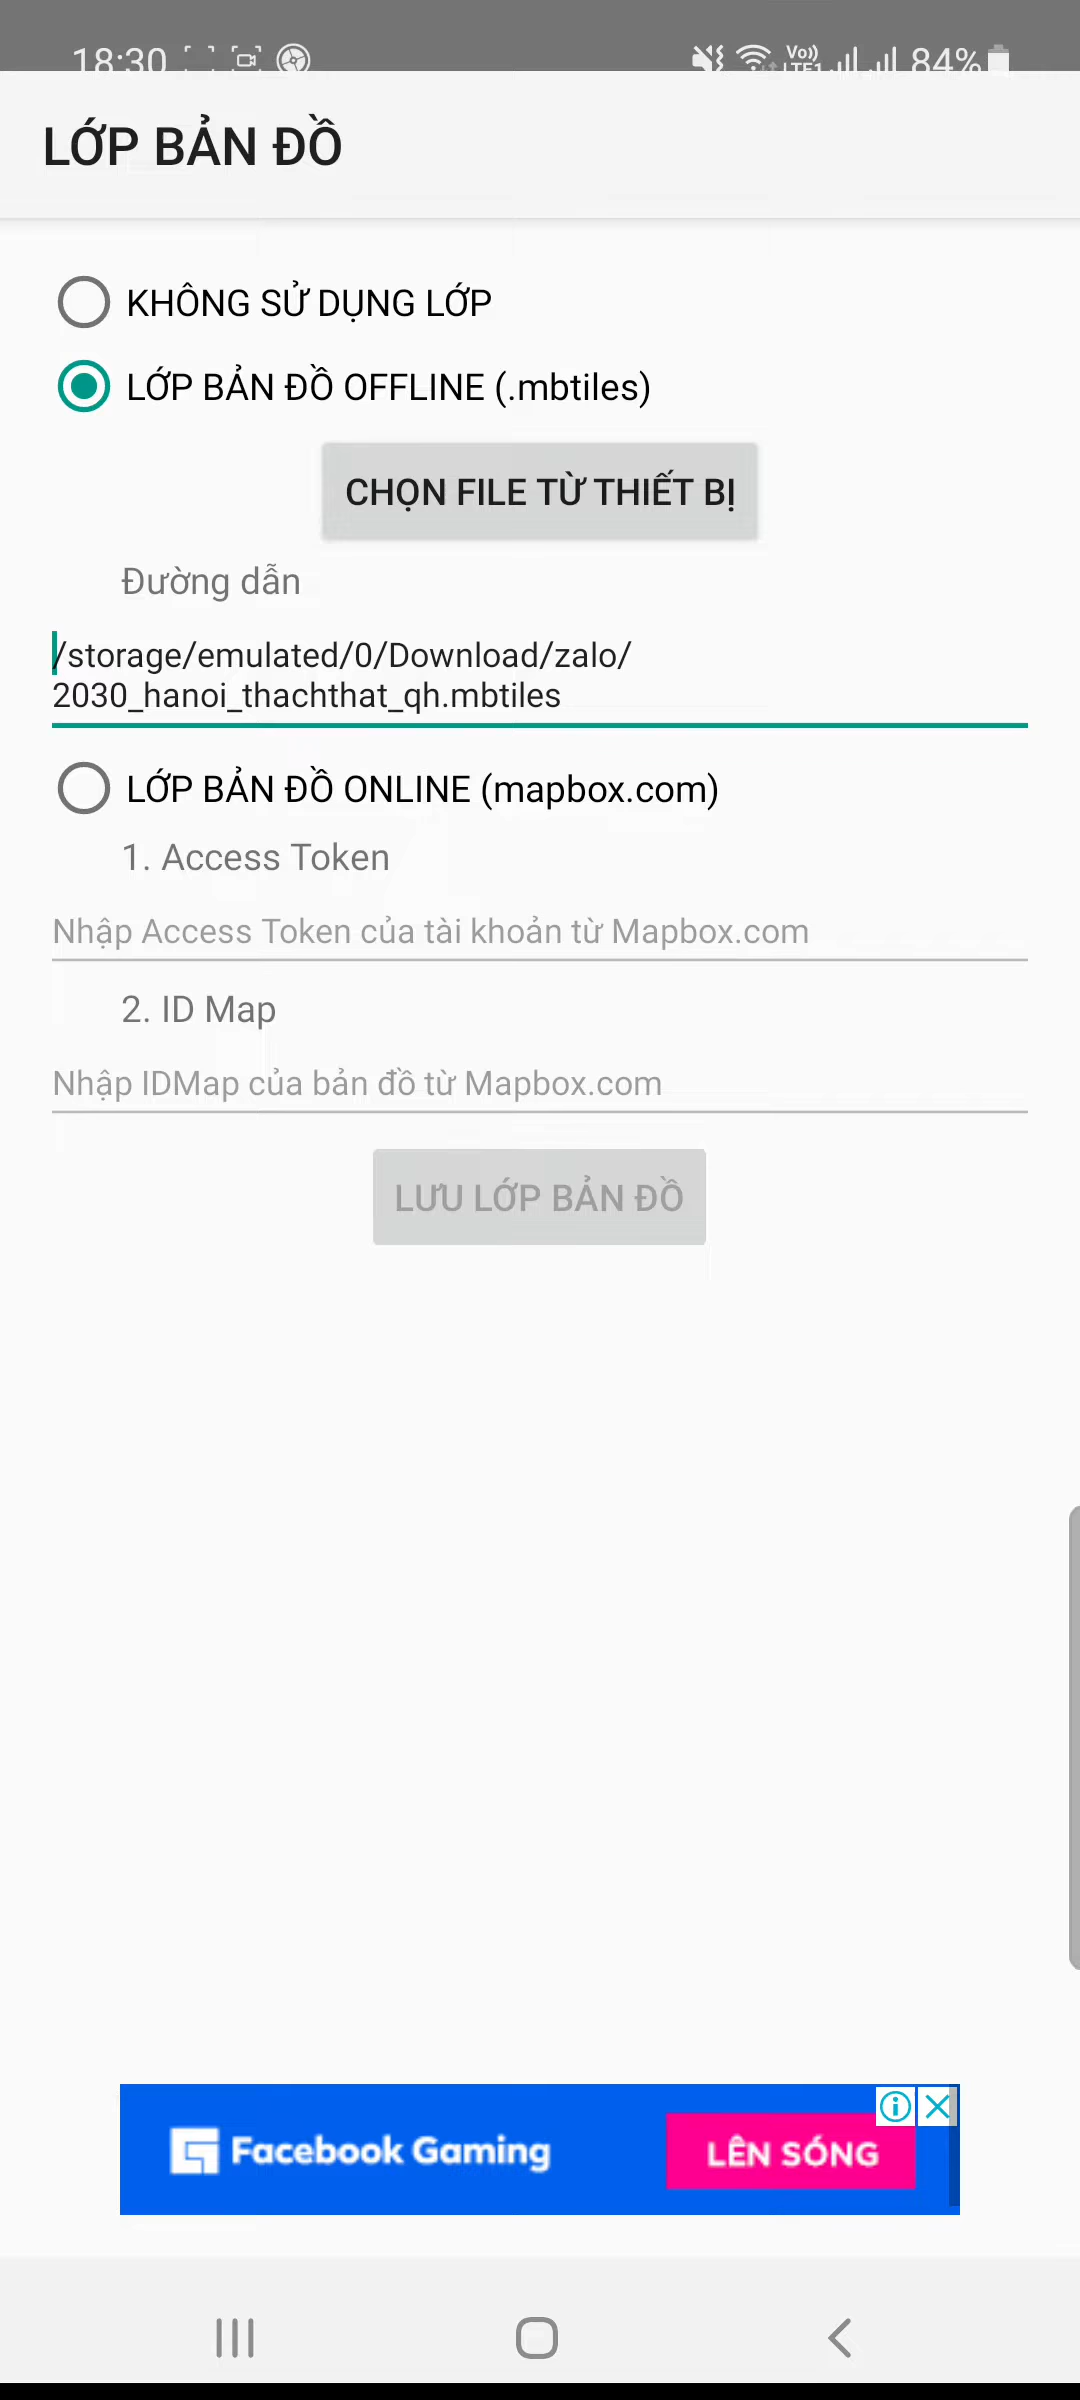 18:30
Vo))
LTE1
84%
LỚP BẢN ĐỒ
KHÔNG SỬ DỤNG LỚP
LỚP BẢN ĐỒ OFFLINE (.mbtiles)
CHỌN FILE TỪ THIẾT BỊ
Đường dẫn
/storage/emulated/0/Download/zalo/
2030_hanoi_thachthat_qh.mbtiles
LỚP BẢN ĐỒ ONLINE (mapbox.com)
1. Access Token
Nhập Access Token của tài khoản từ Mapbox.com
2. ID Map
Nhập IDMap của bản đồ từ Mapbox.com
LƯU LỚP BẢN ĐỒ
Facebook Gaming
LÊN SÓNG